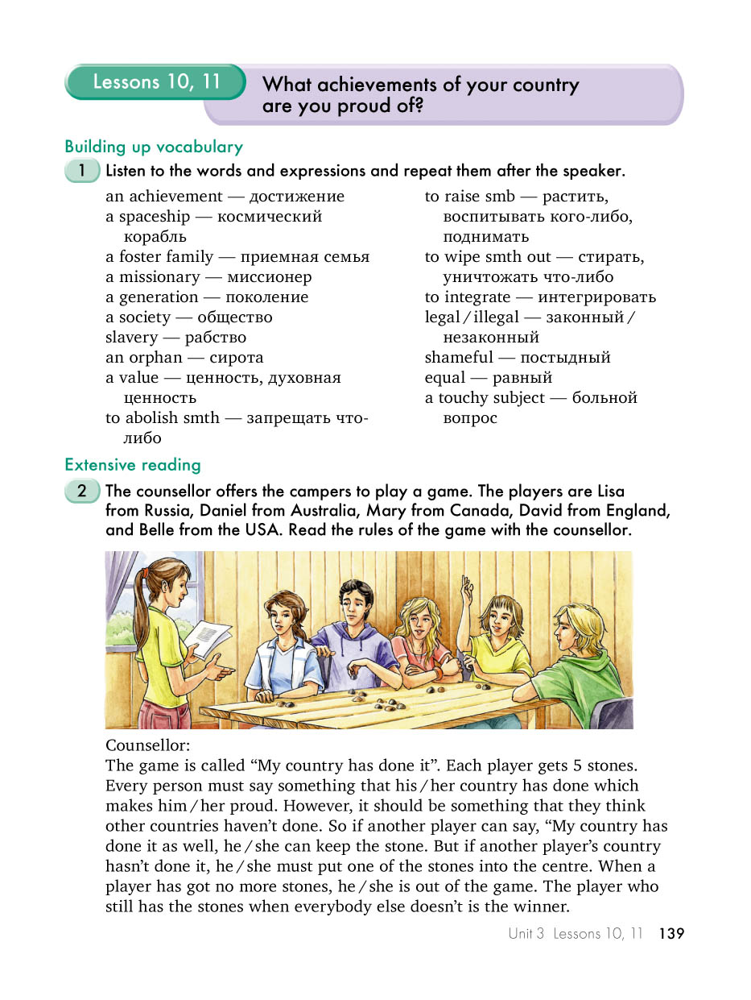 Lessons 10, 11
What achievements of your country
are you proud of?
Building up vocabulary
1 Listen to the words and expressions and repeat them after the speaker.
an achievement — достижение
a spaceship — космический
корабль
a foster family — приемная семья
a missionary — миссионер
a generation — поколение
a society — общество
slavery — рабство
an orphan — сирота
a value — ценность, духовная
ценность
to abolish smth — запрещать что-
либо
to raise smb — растить,
воспитывать кого-либо,
поднимать
to wipe smth out — стирать,
уничтожать что-либо
to integrate — интегрировать
legal / illegal — законный /
незаконный
shameful — постыдный
equal — равный
a touchy subject — больной
вопрос
Extensive reading
2 The counsellor offers the campers to play a game. The players are Lisa
from Russia, Daniel from Australia, Mary from Canada, David from England,
and Belle from the USA. Read the rules of the game with the counsellor.
Counsellor:
The game is called “My country has done it”. Each player gets 5 stones.
Every person must say something that his / her country has done which
makes him / her proud. However, it should be something that they think
other countries haven’t done. So if another player can say, “My country has
done it as well, he / she can keep the stone. But if another player’s country
hasn’t done it, he / she must put one of the stones into the centre. When a
player has got no more stones, he / she is out of the game. The player who
still has the stones when everybody else doesn’t is the winner.
Unit 3 Lessons 10, 11 139